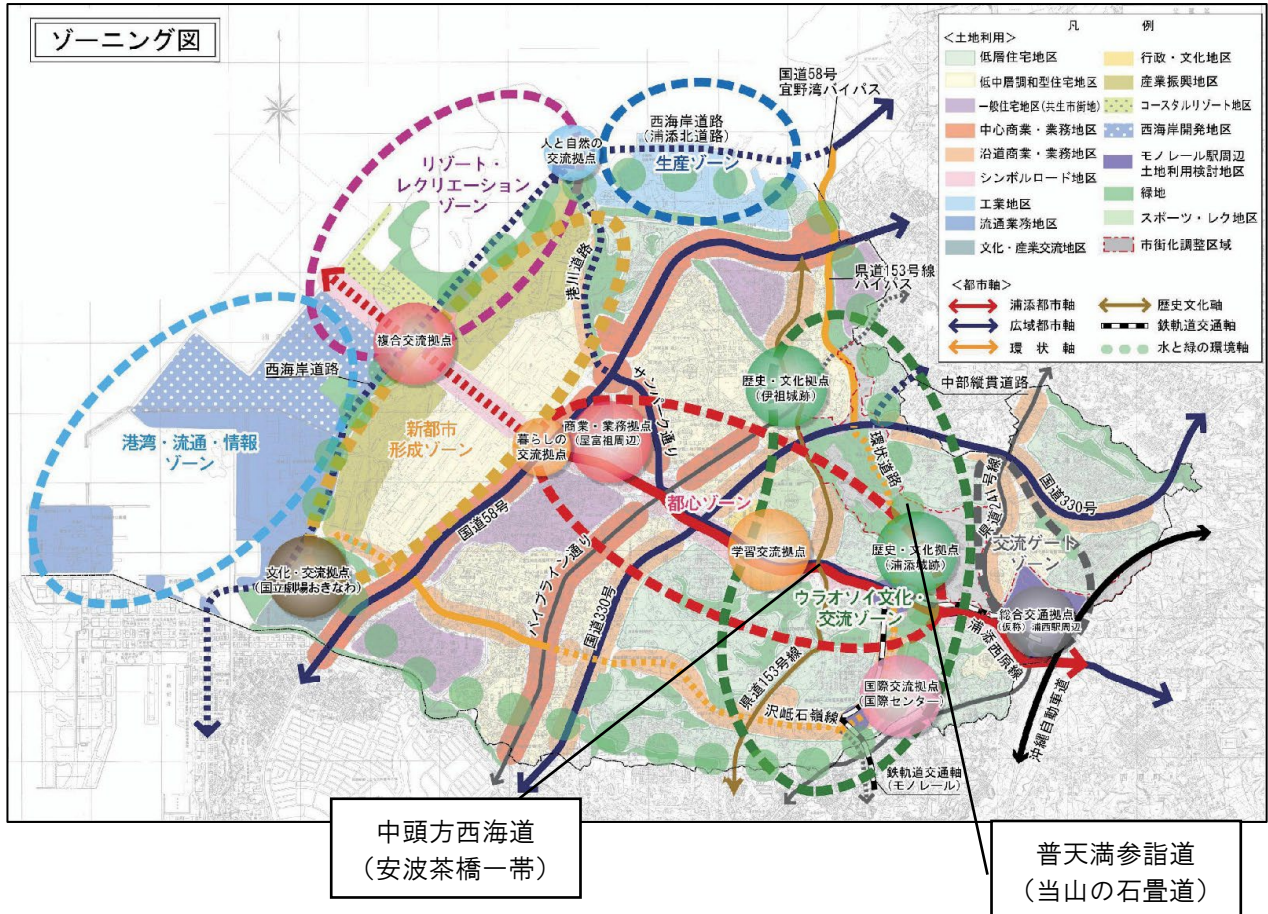 ゾーニング図
凡　例
<土地利用>
低層住宅地区
低中層調和型住宅地区
一般住宅地区(共生市街地)
中心商業・業務地区
沿道商業・業務地区
シンボルロード地区
工業地区
流通業務地区
文化・産業交流地区
行政・文化地区
産業振興地区
コースタルリゾート地区
西海岸開発地区
モノレール駅周辺
土地利用検討地区
緑地
スポーツ・レク地区
市街化調整区域
<都市軸>
浦添都市軸
広域都市軸
環　状　軸
歴史文化軸
鉄軌道交通軸
水と緑の環境軸
国道58号
宜野湾バイパス
西海岸道路
(浦添北道路)
生産ゾーン
人と自然の
交流拠点
リゾート・
レクリエーション
ゾーン
港川道路
県道153号線
バイパス
複合交流拠点
西海岸道路
サンパーク通り
歴史・文化拠点
(伊祖城跡)
中部縦貫道路
港湾・流通・情報
ゾーン
新都市
形成ゾーン
暮らしの
交流拠点
商業・業務拠点
(屋富祖周辺)
環状道路
県道241号線
国道330号
都心ゾーン
国道58号
パイプライン通り
国道330号
学習交流拠点
歴史・文化拠点
(浦添城跡)
交流ゲート
ゾーン
文化・交流拠点
(国立劇場おきなわ)
ウラオソイ文化・
交流ゾーン
総合交通拠点
(仮称)浦西駅周辺
浦添西原線
県道153号線
国際交流拠点
国際センター)
沢岻石嶺線
沖縄自動車道
鉄軌道交通軸
(モノレール)
中頭方西海道
（安波茶橋一帯）
普天満参詣道
（当山の石畳道）